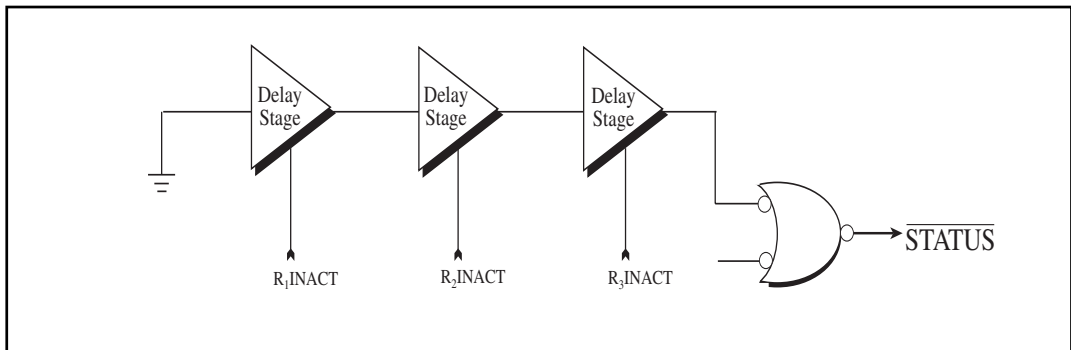 Delay
Stage
Delay
Stage
Delay
Stage
R₁INACT
R₂INACT
R₃INACT
STATUS